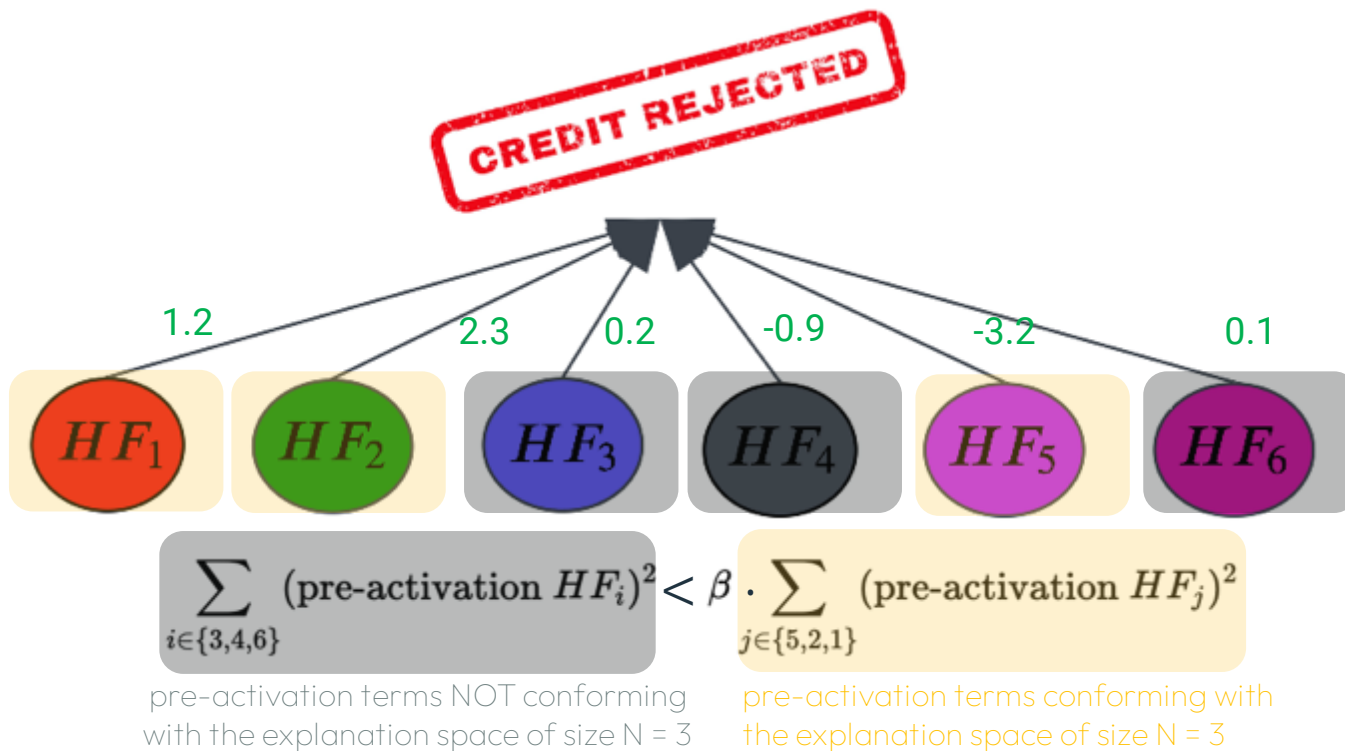 CREDIT REJECTED
1.2 2.3 0.2 -0.9 -3.2 0.1
HF₁ HF₂ HF₃ HF₄ HF₅ HF₆
∑ (pre-activation HFᵢ)² < β · ∑ (pre-activation HFⱼ)²
i∈{3,4,6} j∈{5,2,1}
pre-activation terms NOT conforming
with the explanation space of size N = 3
pre-activation terms conforming with
the explanation space of size N = 3